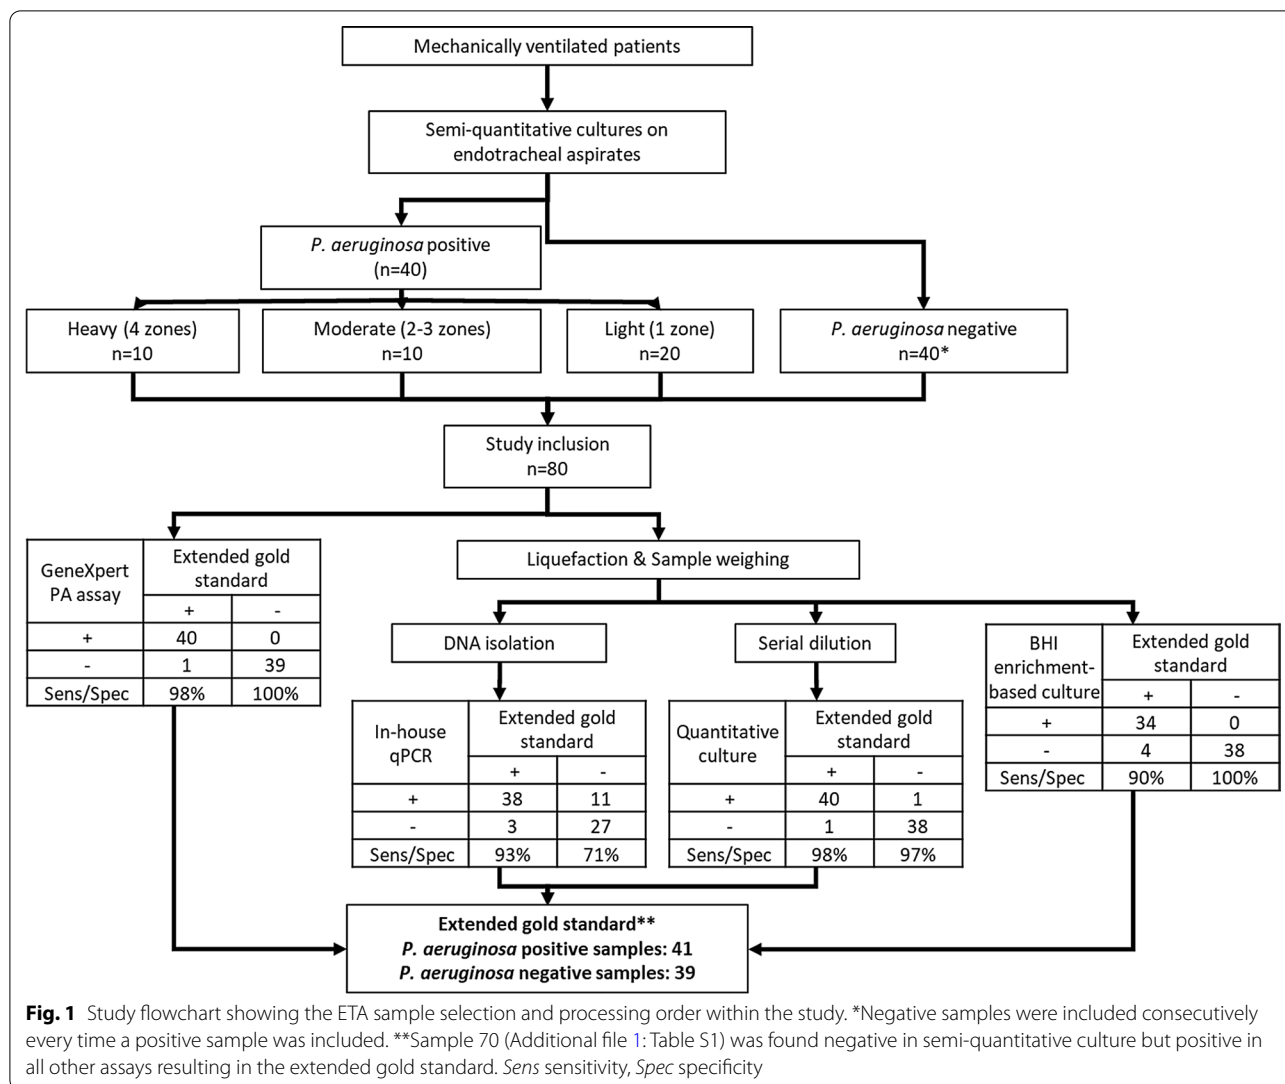 Mechanically ventilated patients
Semi-quantitative cultures on
endotracheal aspirates
P. aeruginosa positive
(n=40)
Heavy (4 zones)
n=10
Moderate (2-3 zones)
n=10
Light (1 zone)
n=20
P. aeruginosa negative
n=40*
Study inclusion
n=80
GeneXpert
PA assay
Extended gold
standard
+ -
+ 40 0
- 1 39
Sens/Spec 98% 100%
Liquefaction & Sample weighing
DNA isolation
Serial dilution
In-house
qPCR
Extended gold
standard
+ -
+ 38 11
- 3 27
Sens/Spec 93% 71%
Quantitative
culture
Extended gold
standard
+ -
+ 40 1
- 1 38
Sens/Spec 98% 97%
BHI
enrichment-
based culture
Extended gold
standard
+ -
+ 34 0
- 4 38
Sens/Spec 90% 100%
Extended gold standard**
P. aeruginosa positive samples: 41
P. aeruginosa negative samples: 39
Fig. 1 Study flowchart showing the ETA sample selection and processing order within the study. *Negative samples were included consecutively
every time a positive sample was included. **Sample 70 (Additional file 1: Table S1) was found negative in semi-quantitative culture but positive in
all other assays resulting in the extended gold standard. Sens sensitivity, Spec specificity